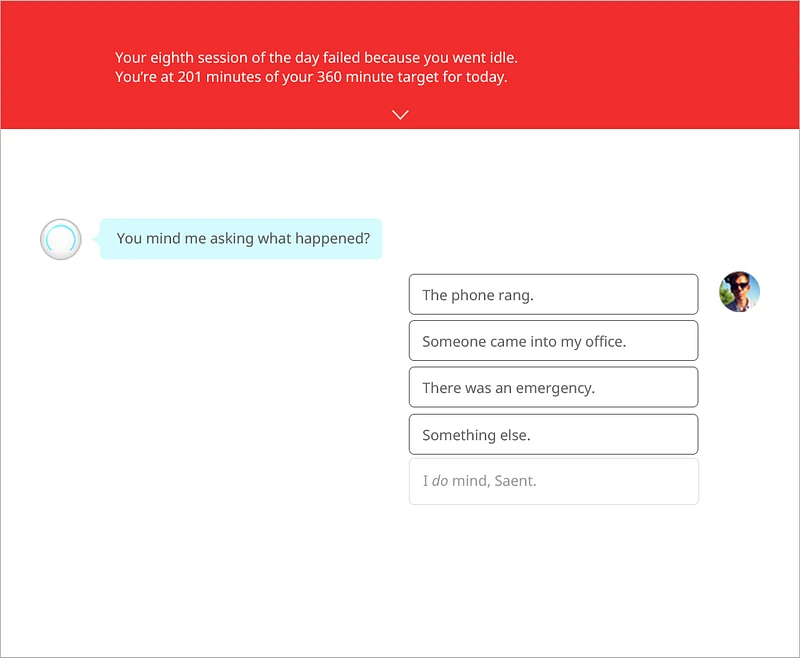 Your eighth session of the day failed because you went idle.
You’re at 201 minutes of your 360 minute target for today.
You mind me asking what happened?
The phone rang.
Someone came into my office.
There was an emergency.
Something else.
I do mind, Saent.